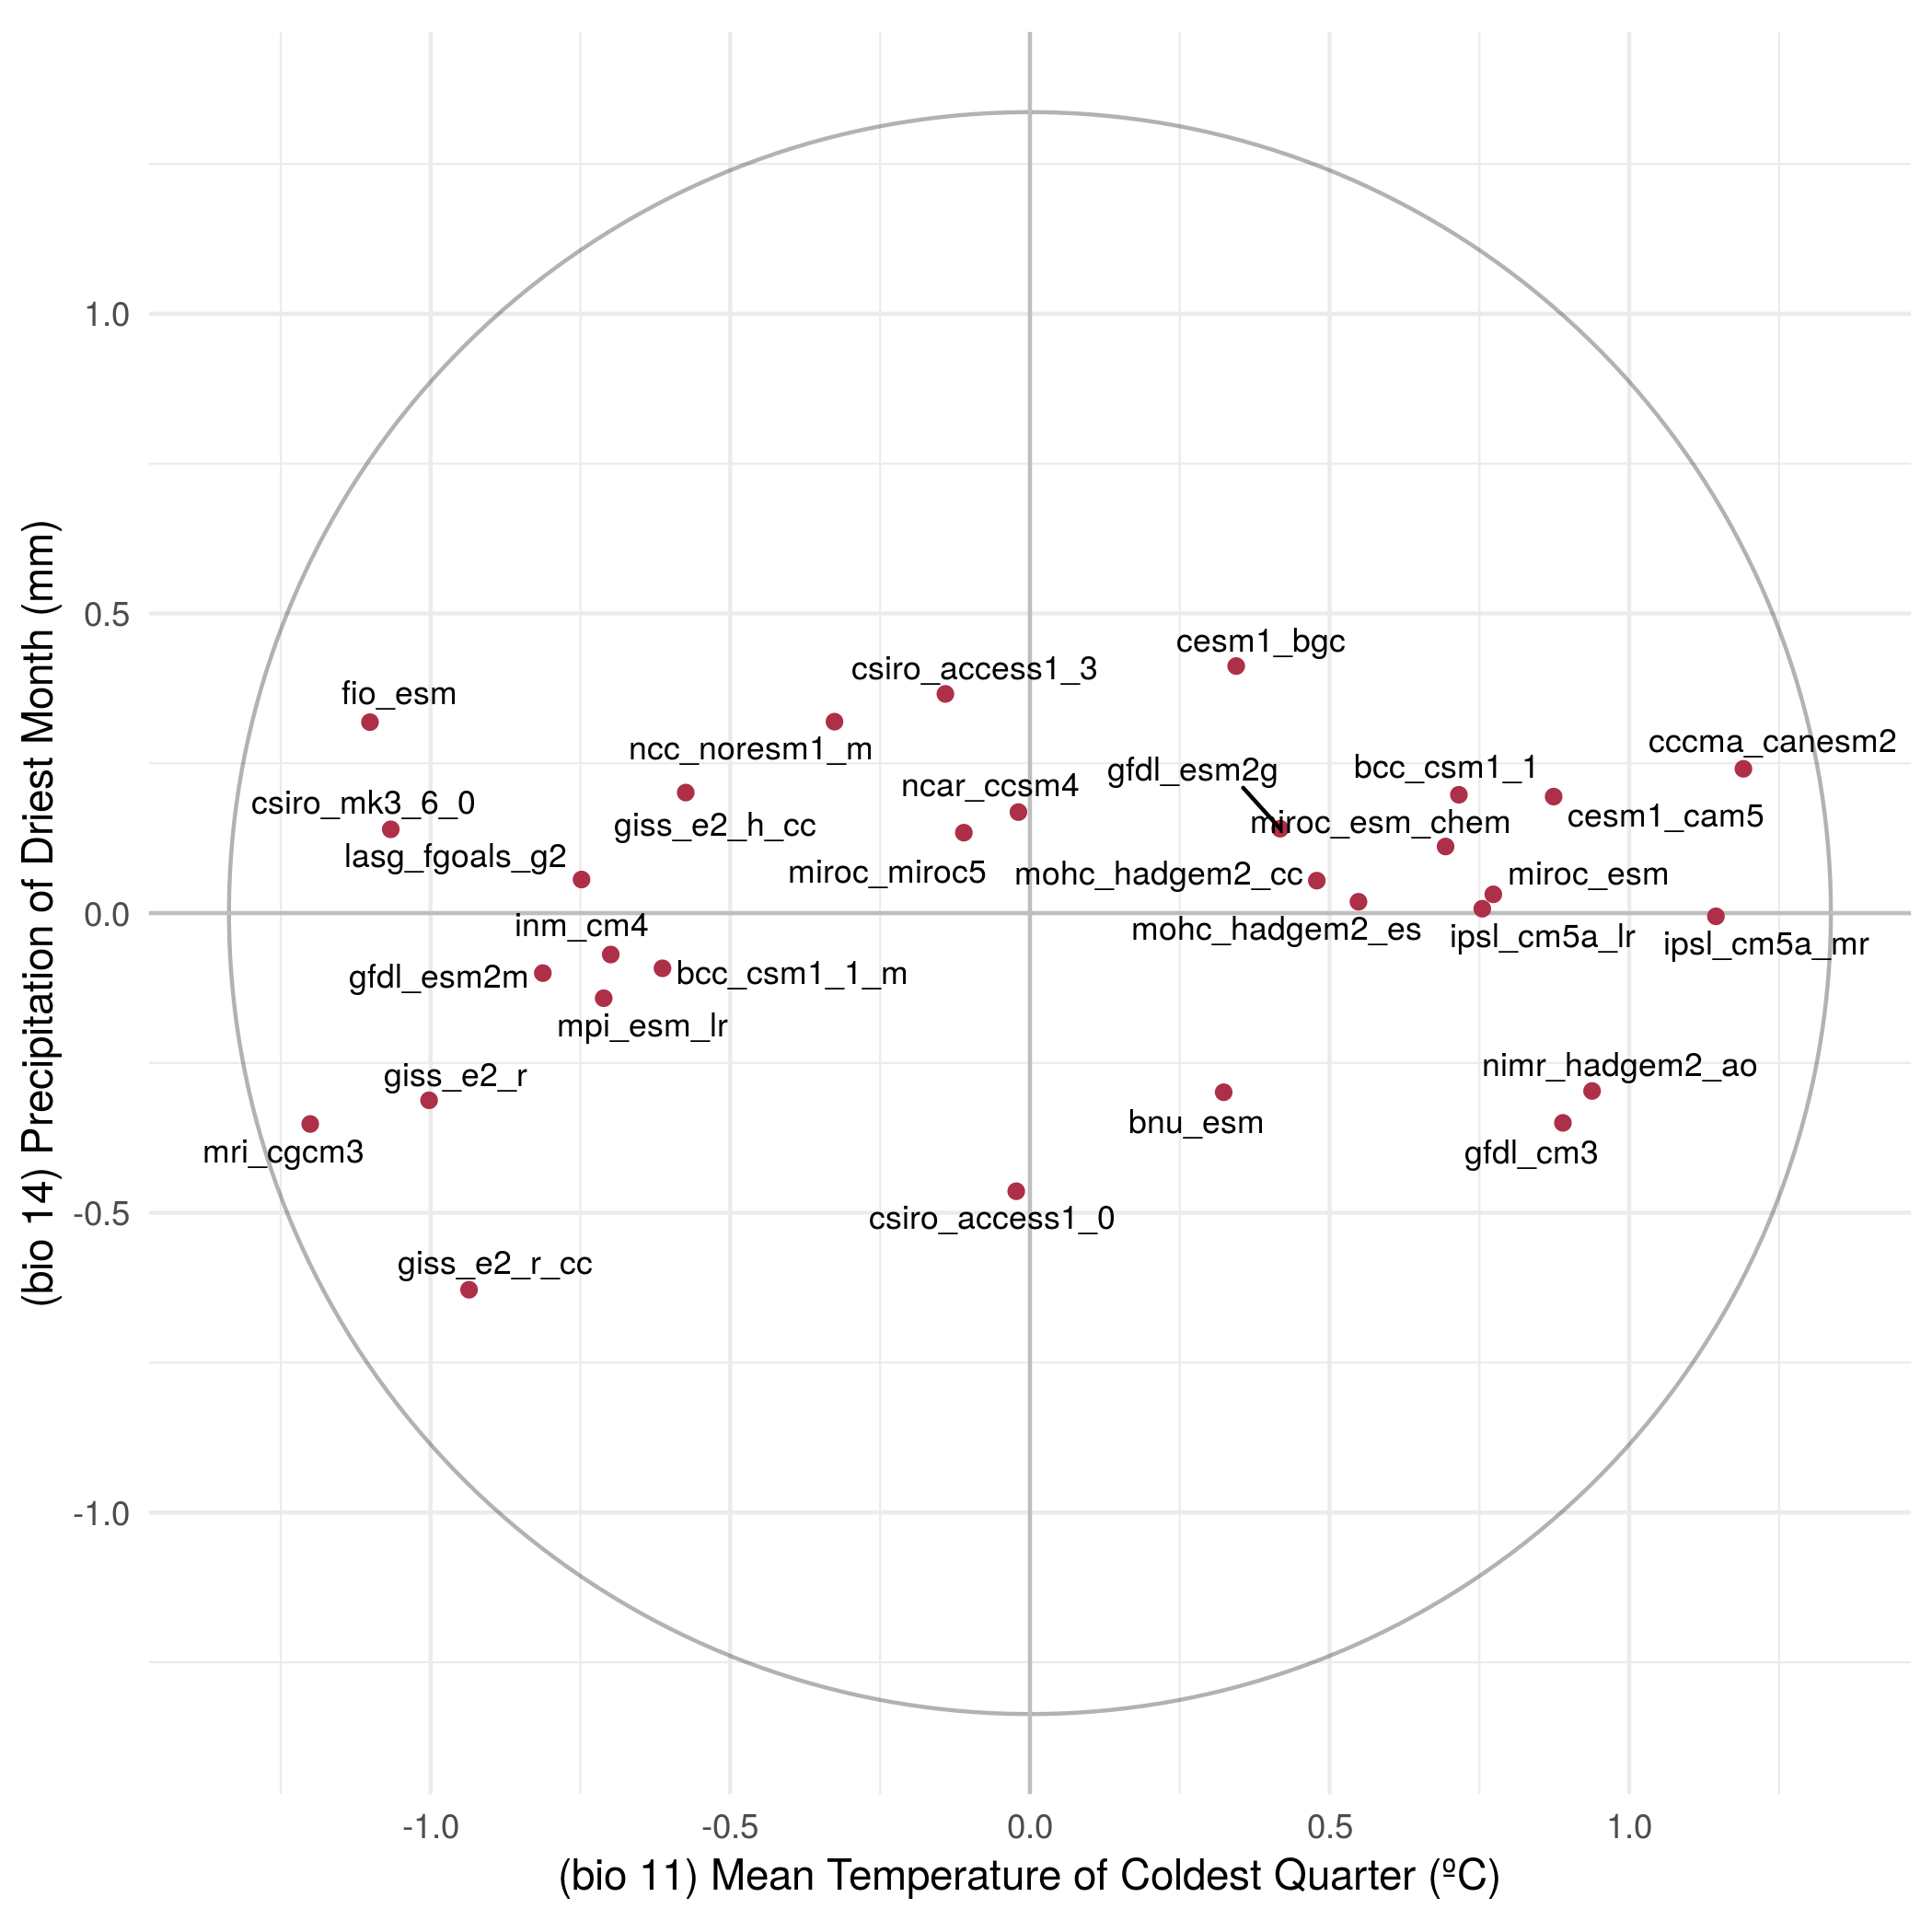 1.0
0.5
0.0
-0.5
-1.0
(bio 14) Precipitation of Driest Month (mm)
cesm1_bgc
csiro_access1_3
fio_esm
cccma_canesm2
ncc_noresm1_m
bcc_csm1_1
gfdl_esm2g
ncar_ccsm4
csiro_mk3_6_0
cesm1_cam5
miroc_esm_chem
giss_e2_h_cc
lasg_fgoals_g2
miroc_miroc5
mohc_hadgem2_cc
miroc_esm
inm_cm4
mohc_hadgem2_es
ipsl_cm5a_lr
ipsl_cm5a_mr
gfdl_esm2m
bcc_csm1_1_m
mpi_esm_lr
nimr_hadgem2_ao
giss_e2_r
bnu_esm
mri_cgcm3
gfdl_cm3
csiro_access1_0
giss_e2_r_cc
-1.0
-0.5
0.0
0.5
1.0
(bio 11) Mean Temperature of Coldest Quarter (ºC)